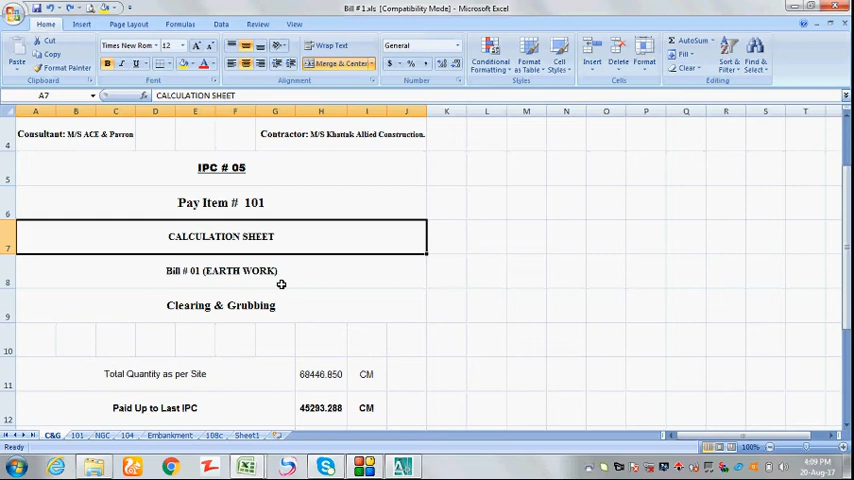 Bill # 1.xls [Compatibility Mode] - Microsoft Excel
Home Insert Page Layout Formulas Data Review View
Paste Cut Copy Format Painter Clipboard
Times New Rom 12 A A B I U A Font
Wrap Text Merge & Center Alignment
General $ % , Number
Conditional Formatting Format as Table Cell Styles Styles
Insert Delete Format Cells
Σ AutoSum Fill Clear Sort & Filter Find & Select Editing
A7 fx CALCULATION SHEET
A B C D E F G H I J K L M N O P Q R S T
4 Consultant: M/S ACE & Pavron Contractor: M/S Khattak Allied Construction.
5 IPC # 05
6 Pay Item # 101
7 CALCULATION SHEET
8 Bill # 01 (EARTH WORK)
9 Clearing & Grubbing
10
11 Total Quantity as per Site 68446.850 CM
12 Paid Up to Last IPC 45293.288 CM
C&G 101 NGC 104 Embankment 108c Sheet1
Ready 100%
4:09 PM
20-Aug-17